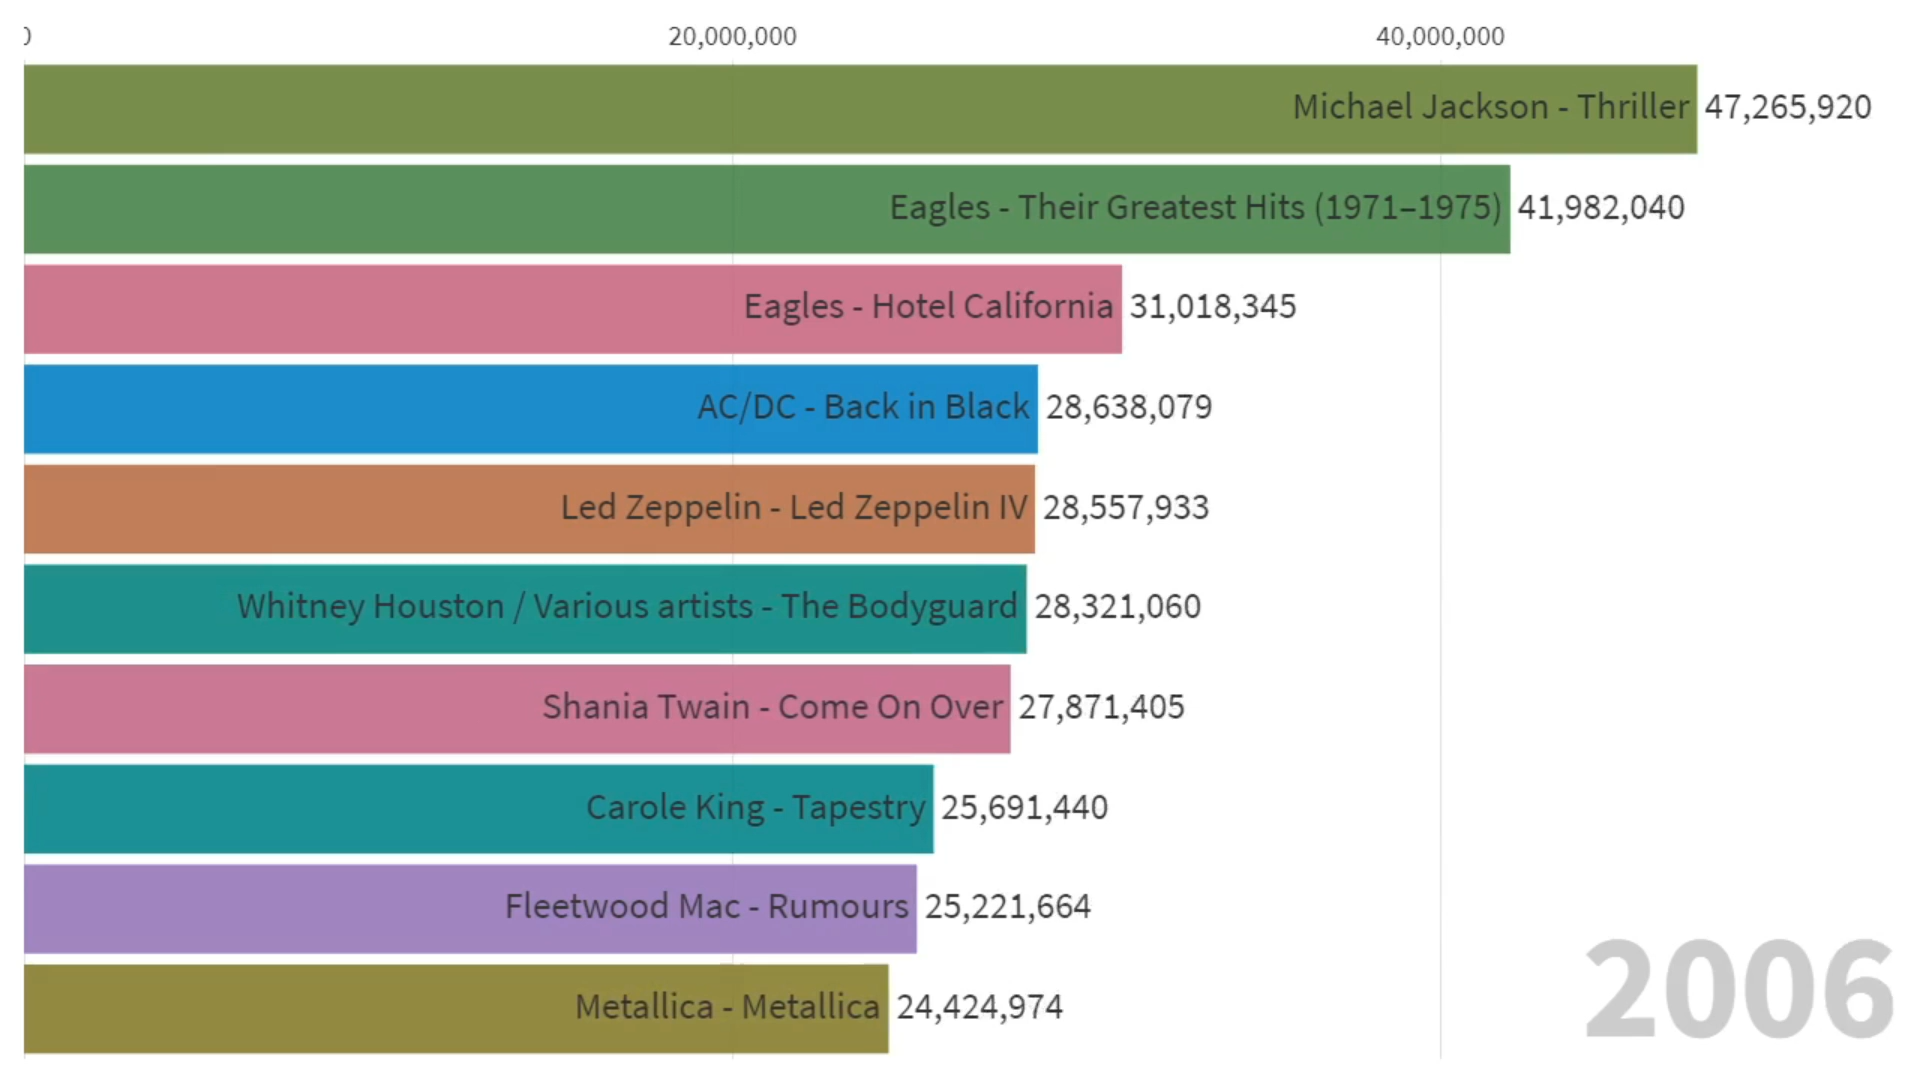 0 20,000,000 40,000,000
Michael Jackson - Thriller 47,265,920
Eagles - Their Greatest Hits (1971–1975) 41,982,040
Eagles - Hotel California 31,018,345
AC/DC - Back in Black 28,638,079
Led Zeppelin - Led Zeppelin IV 28,557,933
Whitney Houston / Various artists - The Bodyguard 28,321,060
Shania Twain - Come On Over 27,871,405
Carole King - Tapestry 25,691,440
Fleetwood Mac - Rumours 25,221,664
Metallica - Metallica 24,424,974
2006